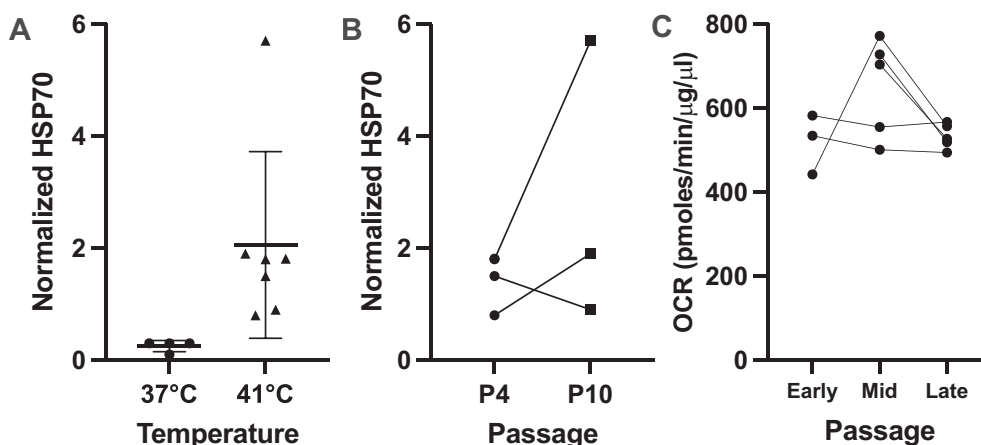 A
Normalized HSP70
6
4
2
0
37°C
41°C
Temperature
B
Normalized HSP70
6
4
2
0
P4
P10
Passage
C
OCR (pmoles/min/μg/μl)
800
600
400
200
0
Early
Mid
Late
Passage